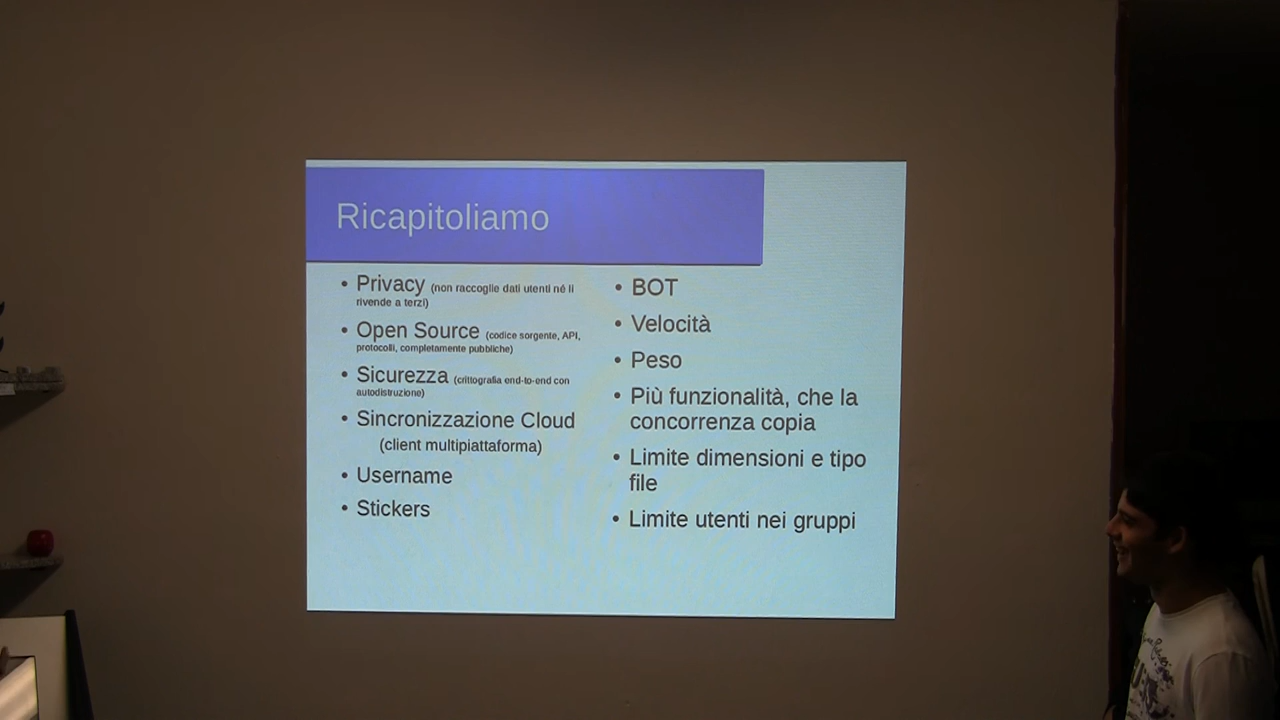 Ricapitoliamo
• Privacy (non raccoglie dati utenti né li
rivende a terzi)
• Open Source (codice sorgente, API,
protocolli, completamente pubbliche)
• Sicurezza (crittografia end-to-end con
autodistruzione)
• Sincronizzazione Cloud
(client multipiattaforma)
• Username
• Stickers
• BOT
• Velocità
• Peso
• Più funzionalità, che la
concorrenza copia
• Limite dimensioni e tipo
file
• Limite utenti nei gruppi